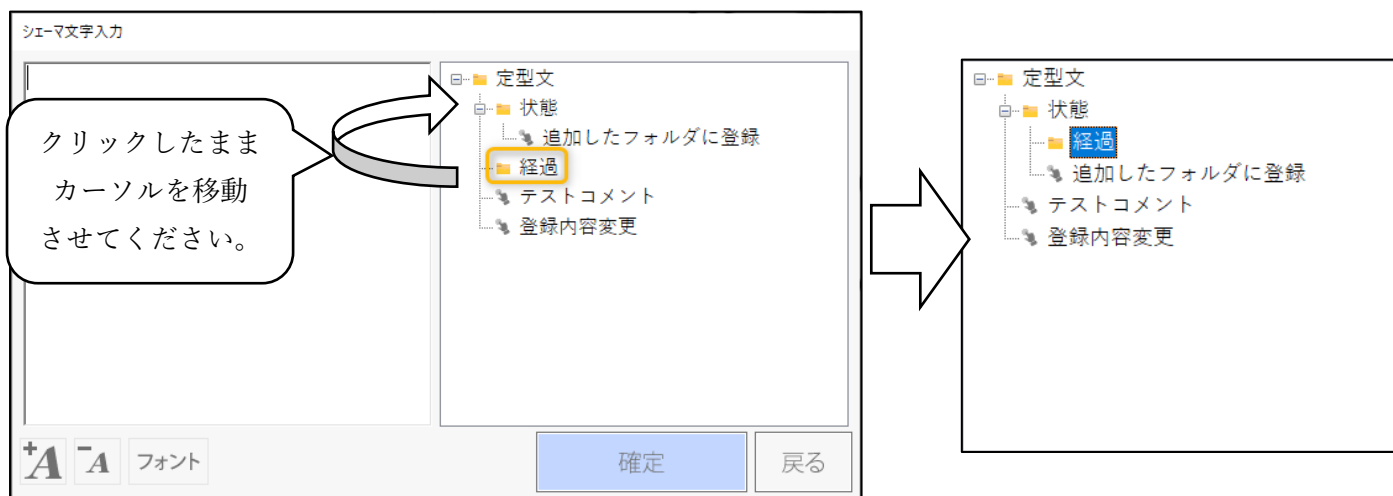 シェーマ文字入力
クリックしたまま
カーソルを移動
させてください。
定型文
状態
追加したフォルダに登録
経過
テストコメント
登録内容変更
+A
-A
フォント
確定
戻る
定型文
状態
経過
追加したフォルダに登録
テストコメント
登録内容変更